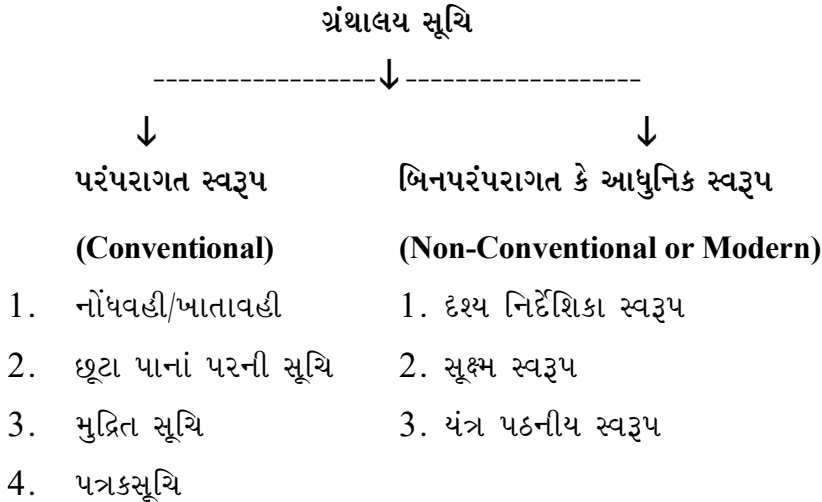 ગ્રંથાલય સૂચિ
------------------↓-------------------
↓ ↓
પરંપરાગત સ્વરૂપ બિનપરંપરાગત કે આધુનિક સ્વરૂપ
(Conventional) (Non-Conventional or Modern)
1. નોંધવહી/ખાતાવહી 1. દૃશ્ય નિર્દેશિકા સ્વરૂપ
2. છૂટા પાનાં પરની સૂચિ 2. સૂક્ષ્મ સ્વરૂપ
3. મુદ્રિત સૂચિ 3. યંત્ર પઠનીય સ્વરૂપ
4. પત્રકસૂચિ